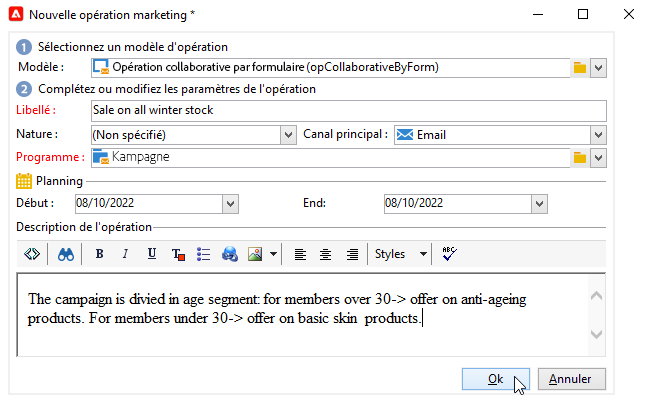 Nouvelle opération marketing *
1 Sélectionnez un modèle d'opération
Modèle : Opération collaborative par formulaire (opCollaborativeByForm)
2 Complétez ou modifiez les paramètres de l'opération
Libellé : Sale on all winter stock
Nature : (Non spécifié) Canal principal : Email
Programme : Kampagne
Planning
Début : 08/10/2022 End: 08/10/2022
Description de l'opération
B I U T Styles ABC
The campaign is divied in age segment: for members over 30-> offer on anti-ageing
products. For members under 30-> offer on basic skin products.
Ok Annuler